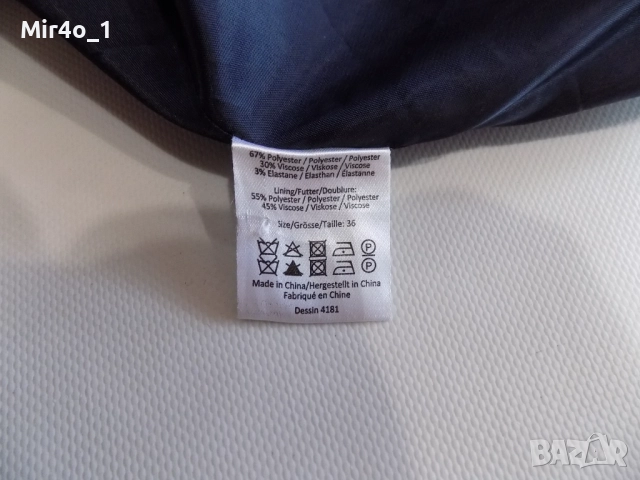 Mir4o_1
67% Polyester / Polyester / Polyester
30% Viscose / Viskose / Viscose
3% Elastane / Elasthan / Élastanne
Lining/Futter/Doublure:
55% Polyester / Polyester / Polyester
45% Viscose / Viskose / Viscose
Size/Grösse/Taille: 36
P
P
Made in China/Hergestellt in China
Fabriqué en Chine
Dessin 4181
BAZAR